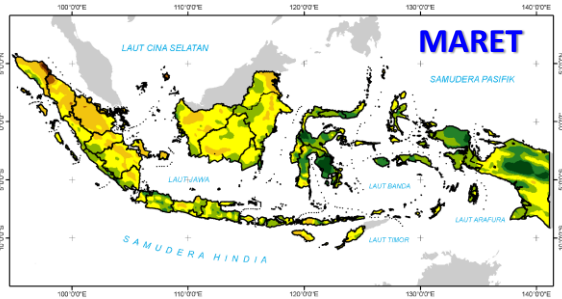 100°0'0"E 110°0'0"E 120°0'0"E 130°0'0"E 140°0'0"E
MARET
LAUT CINA SELATAN
SAMUDERA PASIFIK
LAUT JAWA
LAUT BANDA
LAUT ARAFURA
LAUT TIMOR
SAMUDERA HINDIA
100°0'0"E 110°0'0"E 120°0'0"E 130°0'0"E 140°0'0"E